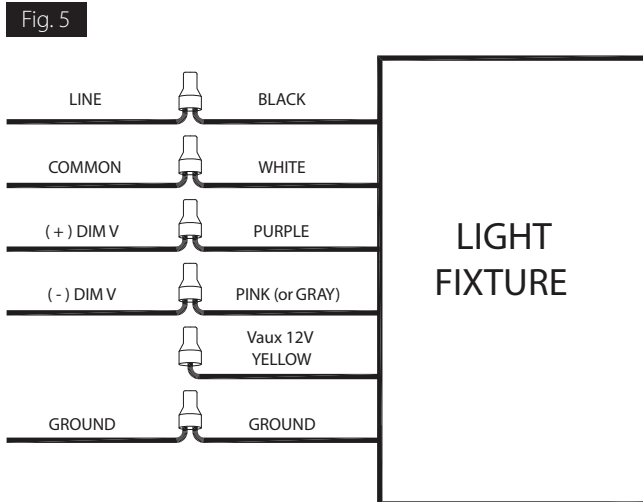 Fig. 5
LINE BLACK
COMMON WHITE
( + ) DIM V PURPLE
( - ) DIM V PINK (or GRAY)
Vaux 12V
YELLOW
GROUND GROUND
LIGHT
FIXTURE